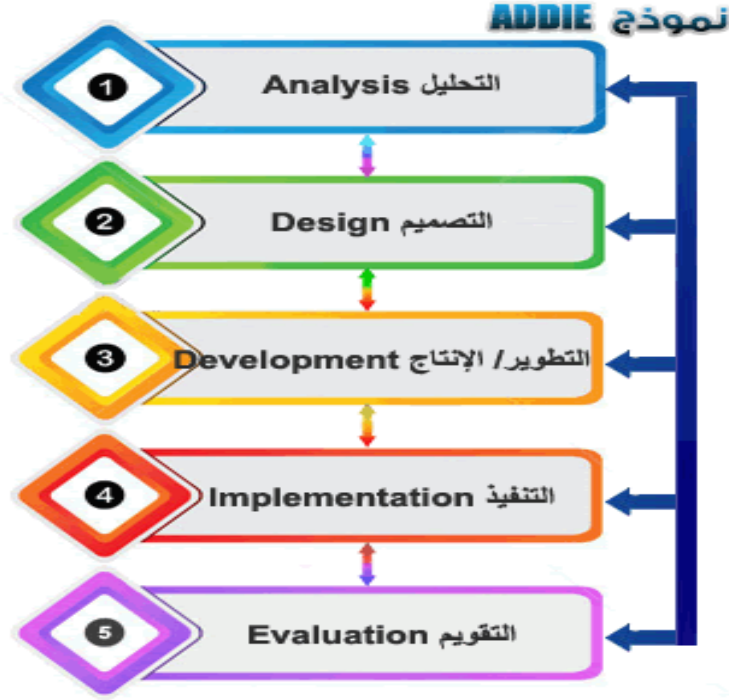 نموذج ADDIE
1
التحليل Analysis
2
التصميم Design
3
التطوير/ الإنتاج Development
4
التنفيذ Implementation
5
التقويم Evaluation